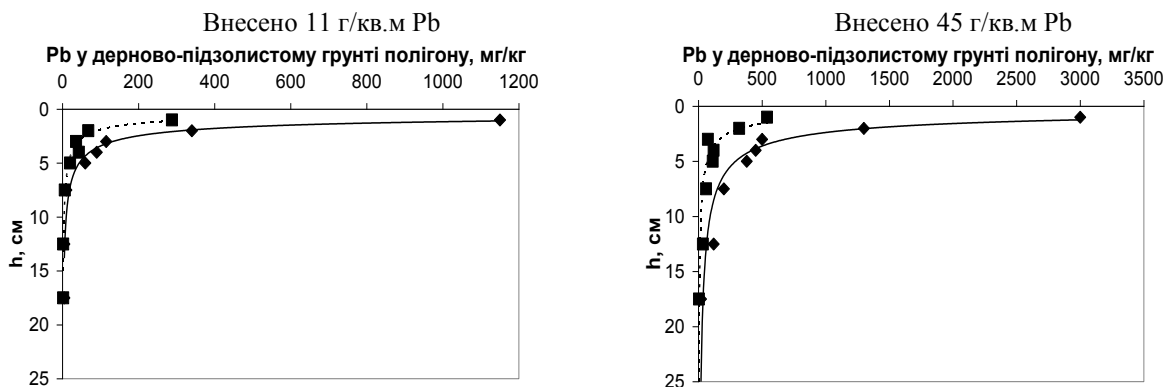 Внесено 11 г/кв.м Pb
Pb у дерново-підзолистому грунті полігону, мг/кг
0 200 400 600 800 1000 1200
0
5
10
15
20
25
h, см
Внесено 45 г/кв.м Pb
Pb у дерново-підзолистому грунті полігону, мг/кг
0 500 1000 1500 2000 2500 3000 3500
0
5
10
15
20
25
h, см